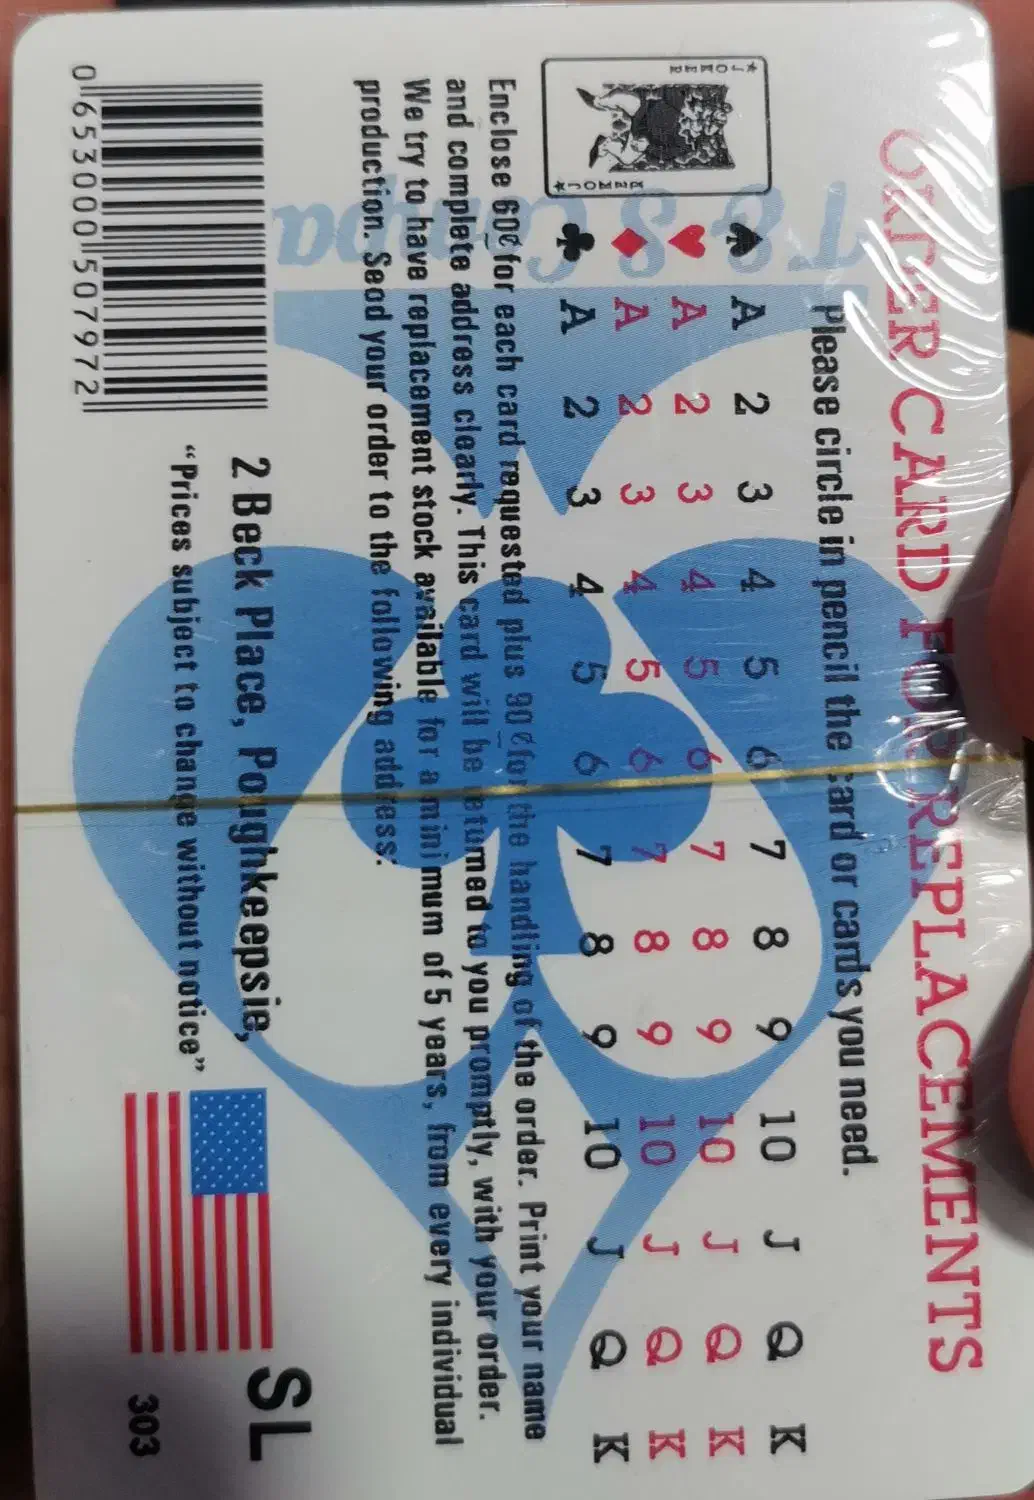 ORDER CARD FOR REPLACEMENTS
Please circle in pencil the card or cards you need.
JOKER
JOKER
T & S Compa
♠ A 2 3 4 5 6 7 8 9 10 J Q K
♥ A 2 3 4 5 6 7 8 9 10 J Q K
♦ A 2 3 4 5 6 7 8 9 10 J Q K
♣ A 2 3 4 5 6 7 8 9 10 J Q K
Enclose 60¢ for each card requested plus 90¢ for the handling of the order. Print your name
and complete address clearly. This card will be returned to you promptly, with your order.
We try to have replacement stock available for a minimum of 5 years, from every individual
production. Seod your order to the following address:
2 Beck Place, Poughkeepsie,
"Prices subject to change without notice"
SL
303
0 653000 507972